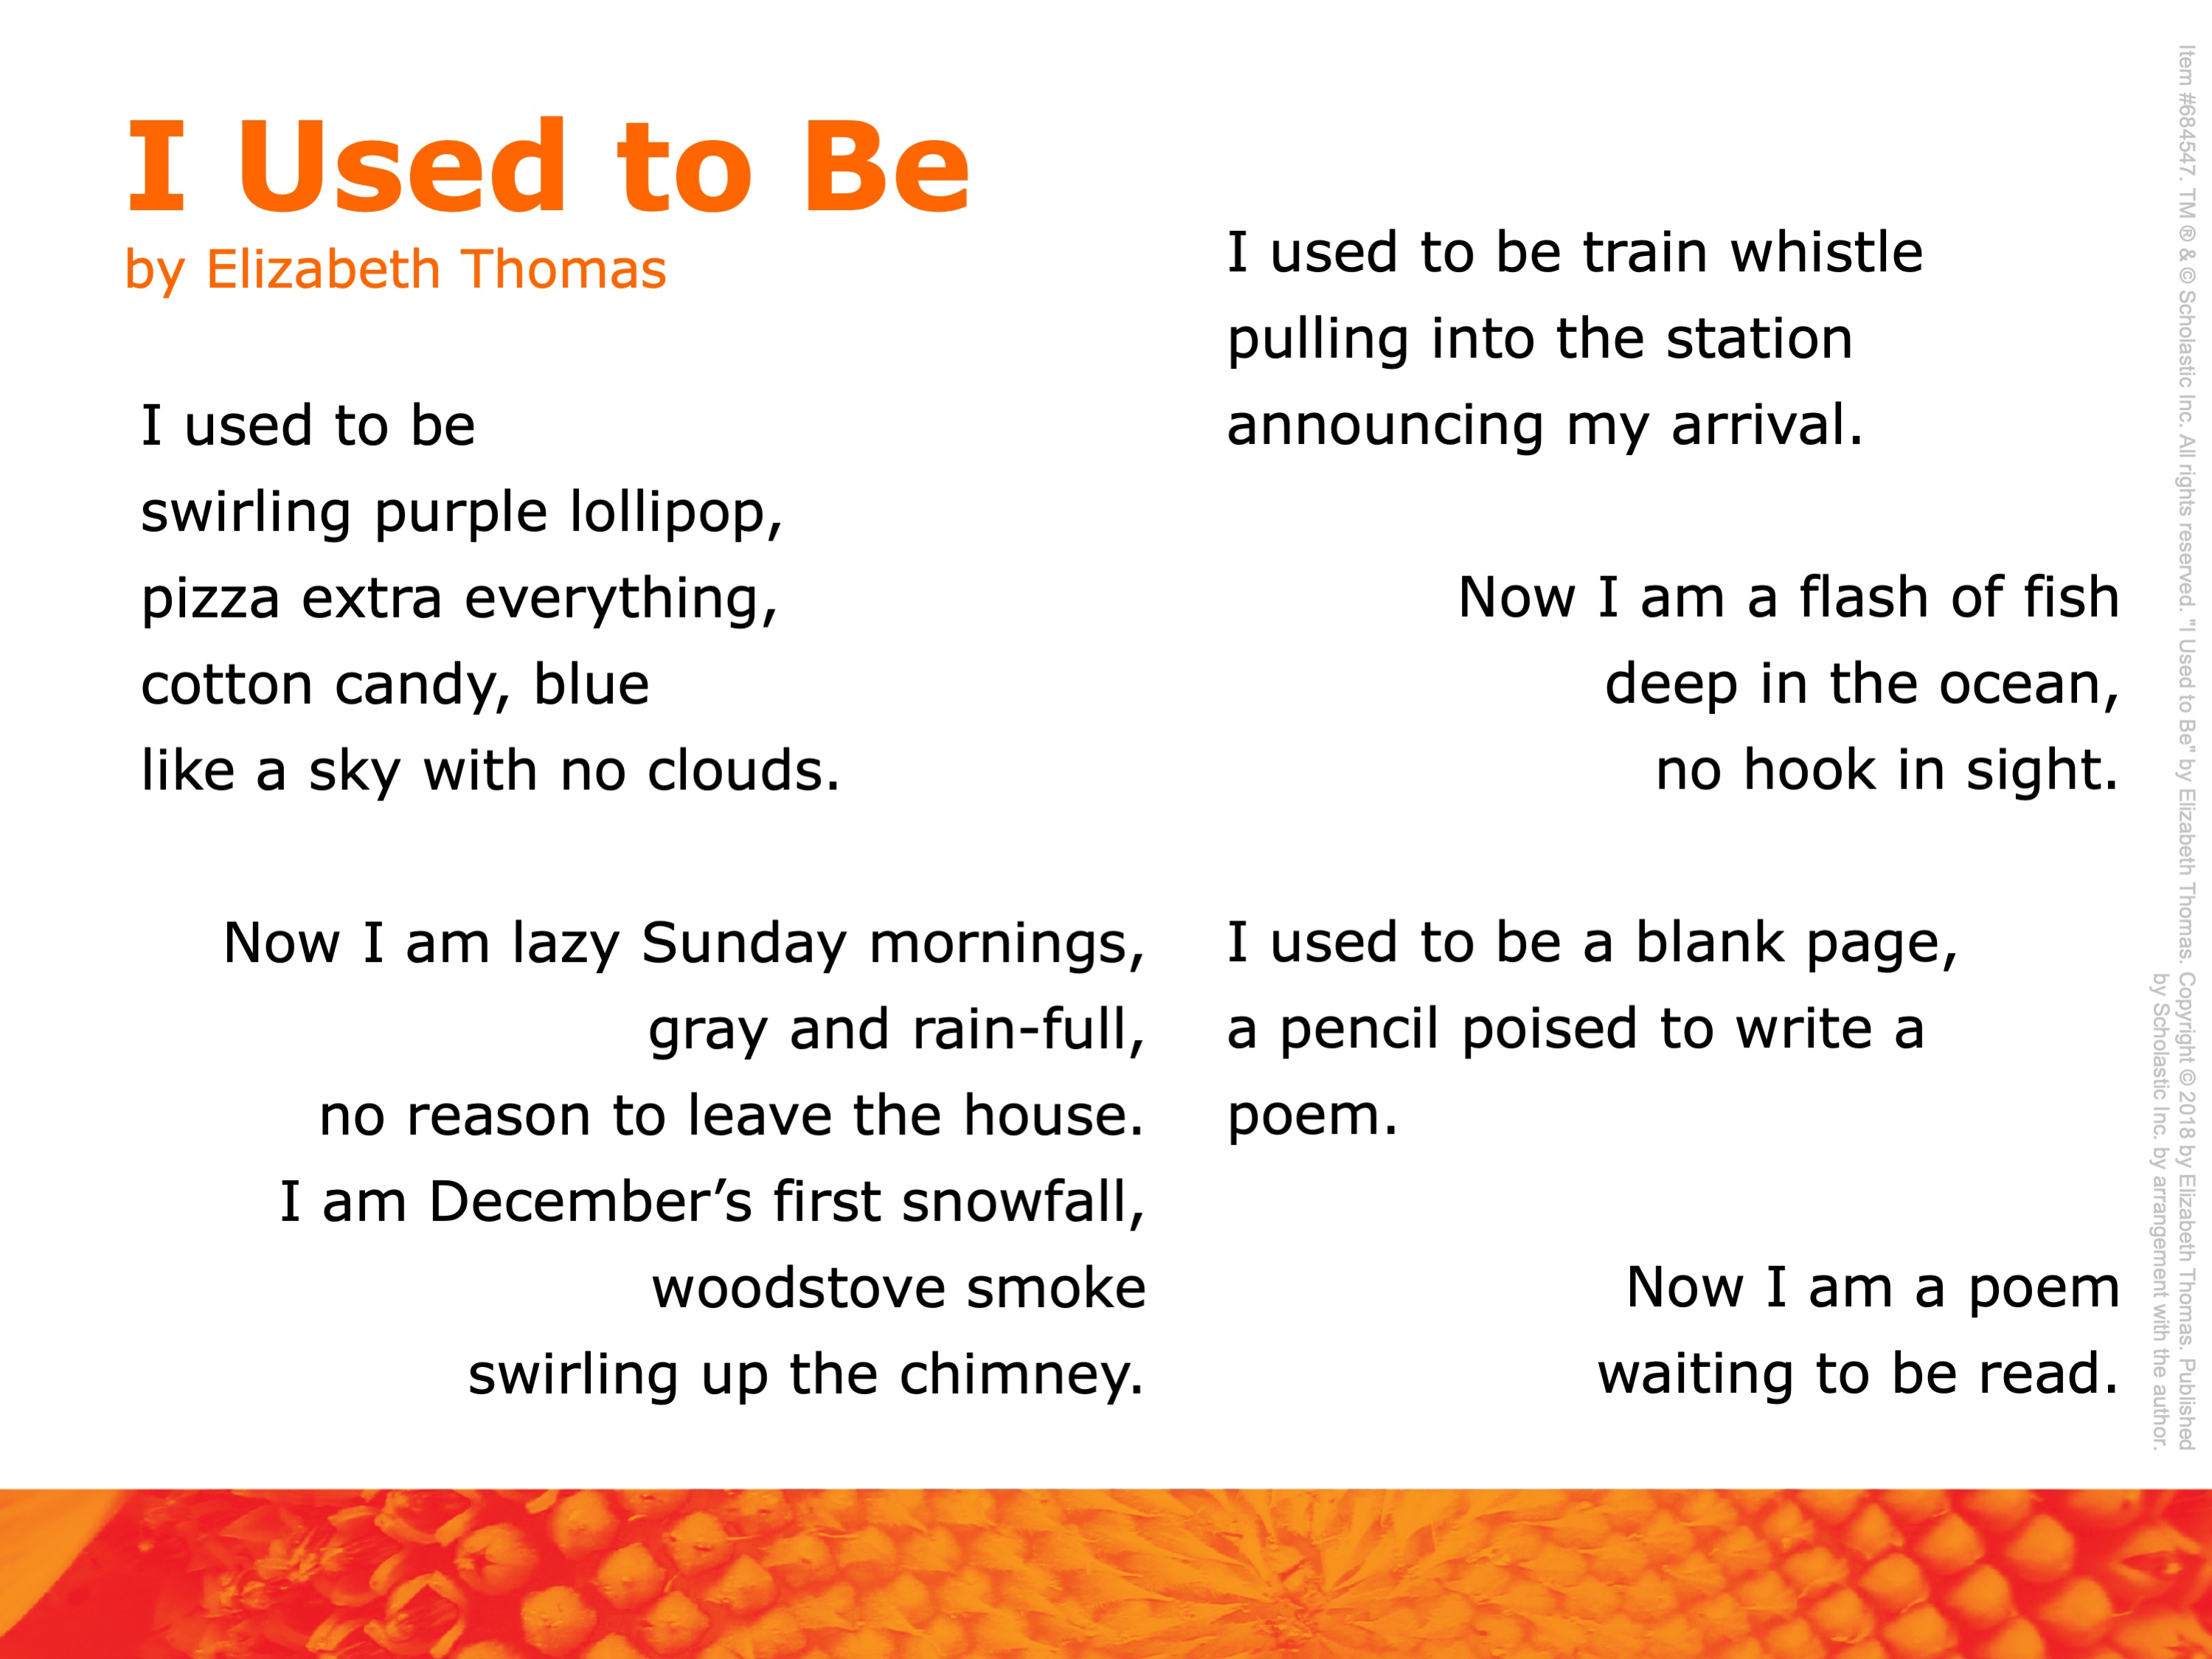 I Used to Be
by Elizabeth Thomas
I used to be
swirling purple lollipop,
pizza extra everything,
cotton candy, blue
like a sky with no clouds.
Now I am lazy Sunday mornings,
gray and rain-full,
no reason to leave the house.
I am December’s first snowfall,
woodstove smoke
swirling up the chimney.
I used to be train whistle
pulling into the station
announcing my arrival.
Now I am a flash of fish
deep in the ocean,
no hook in sight.
I used to be a blank page,
a pencil poised to write a
poem.
Now I am a poem
waiting to be read.
Item #684547. TM ® & © Scholastic Inc. All rights reserved. "I Used to Be" by Elizabeth Thomas. Copyright © 2018 by Elizabeth Thomas. Published
by Scholastic Inc. by arrangement with the author.